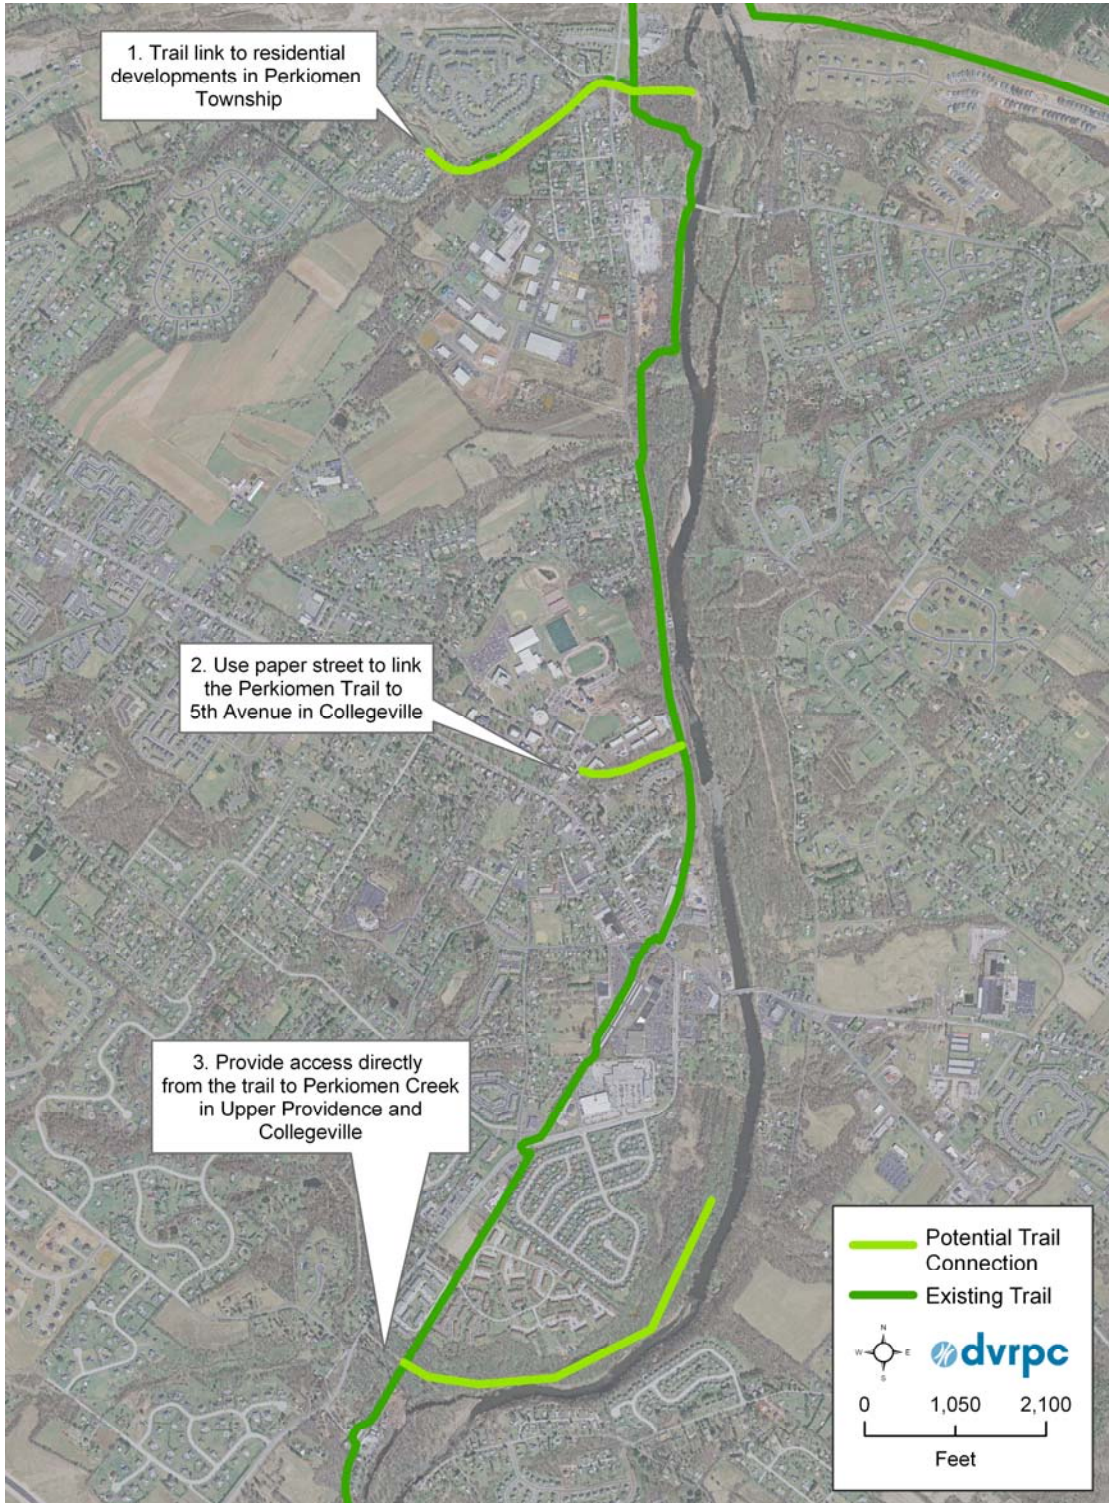 1. Trail link to residential
developments in Perkiomen
Township
2. Use paper street to link
the Perkiomen Trail to
5th Avenue in Collegeville
3. Provide access directly
from the trail to Perkiomen Creek
in Upper Providence and
Collegeville
Potential Trail
Connection
Existing Trail
N
W E
S
dvrpc
0 1,050 2,100
Feet